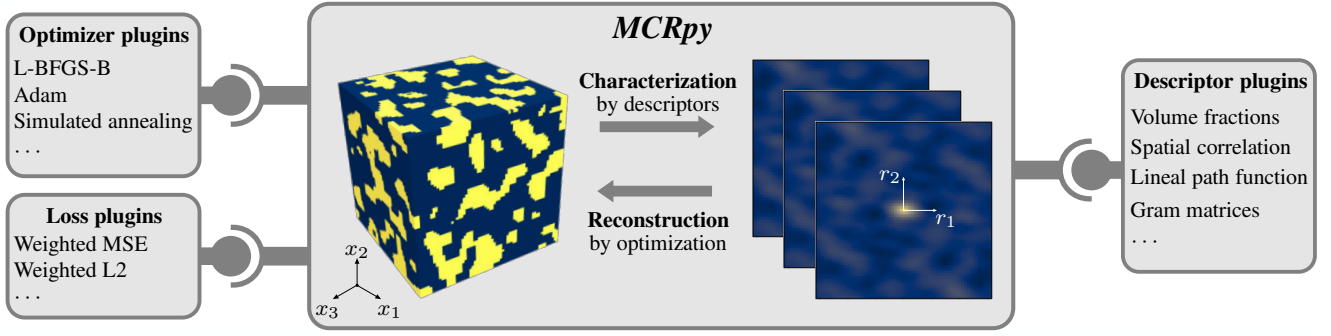 Optimizer plugins
L-BFGS-B
Adam
Simulated annealing
. . .
Loss plugins
Weighted MSE
Weighted L2
. . .
MCRpy
Characterization
by descriptors
Reconstruction
by optimization
x₂
x₃
x₁
r₂
r₁
Descriptor plugins
Volume fractions
Spatial correlation
Lineal path function
Gram matrices
. . .